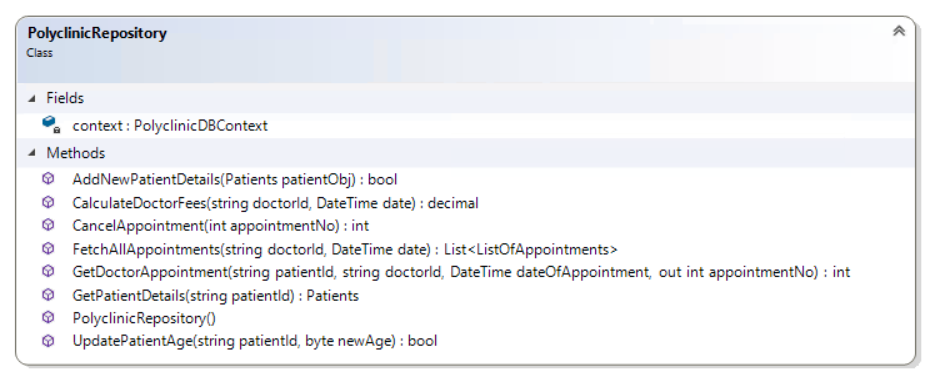 PolyclinicRepository
Class
Fields
context : PolyclinicDBContext
Methods
AddNewPatientDetails(Patients patientObj) : bool
CalculateDoctorFees(string doctorId, DateTime date) : decimal
CancelAppointment(int appointmentNo) : int
FetchAllAppointments(string doctorId, DateTime date) : List<ListOfAppointments>
GetDoctorAppointment(string patientId, string doctorId, DateTime dateOfAppointment, out int appointmentNo) : int
GetPatientDetails(string patientId) : Patients
PolyclinicRepository()
UpdatePatientAge(string patientId, byte newAge) : bool